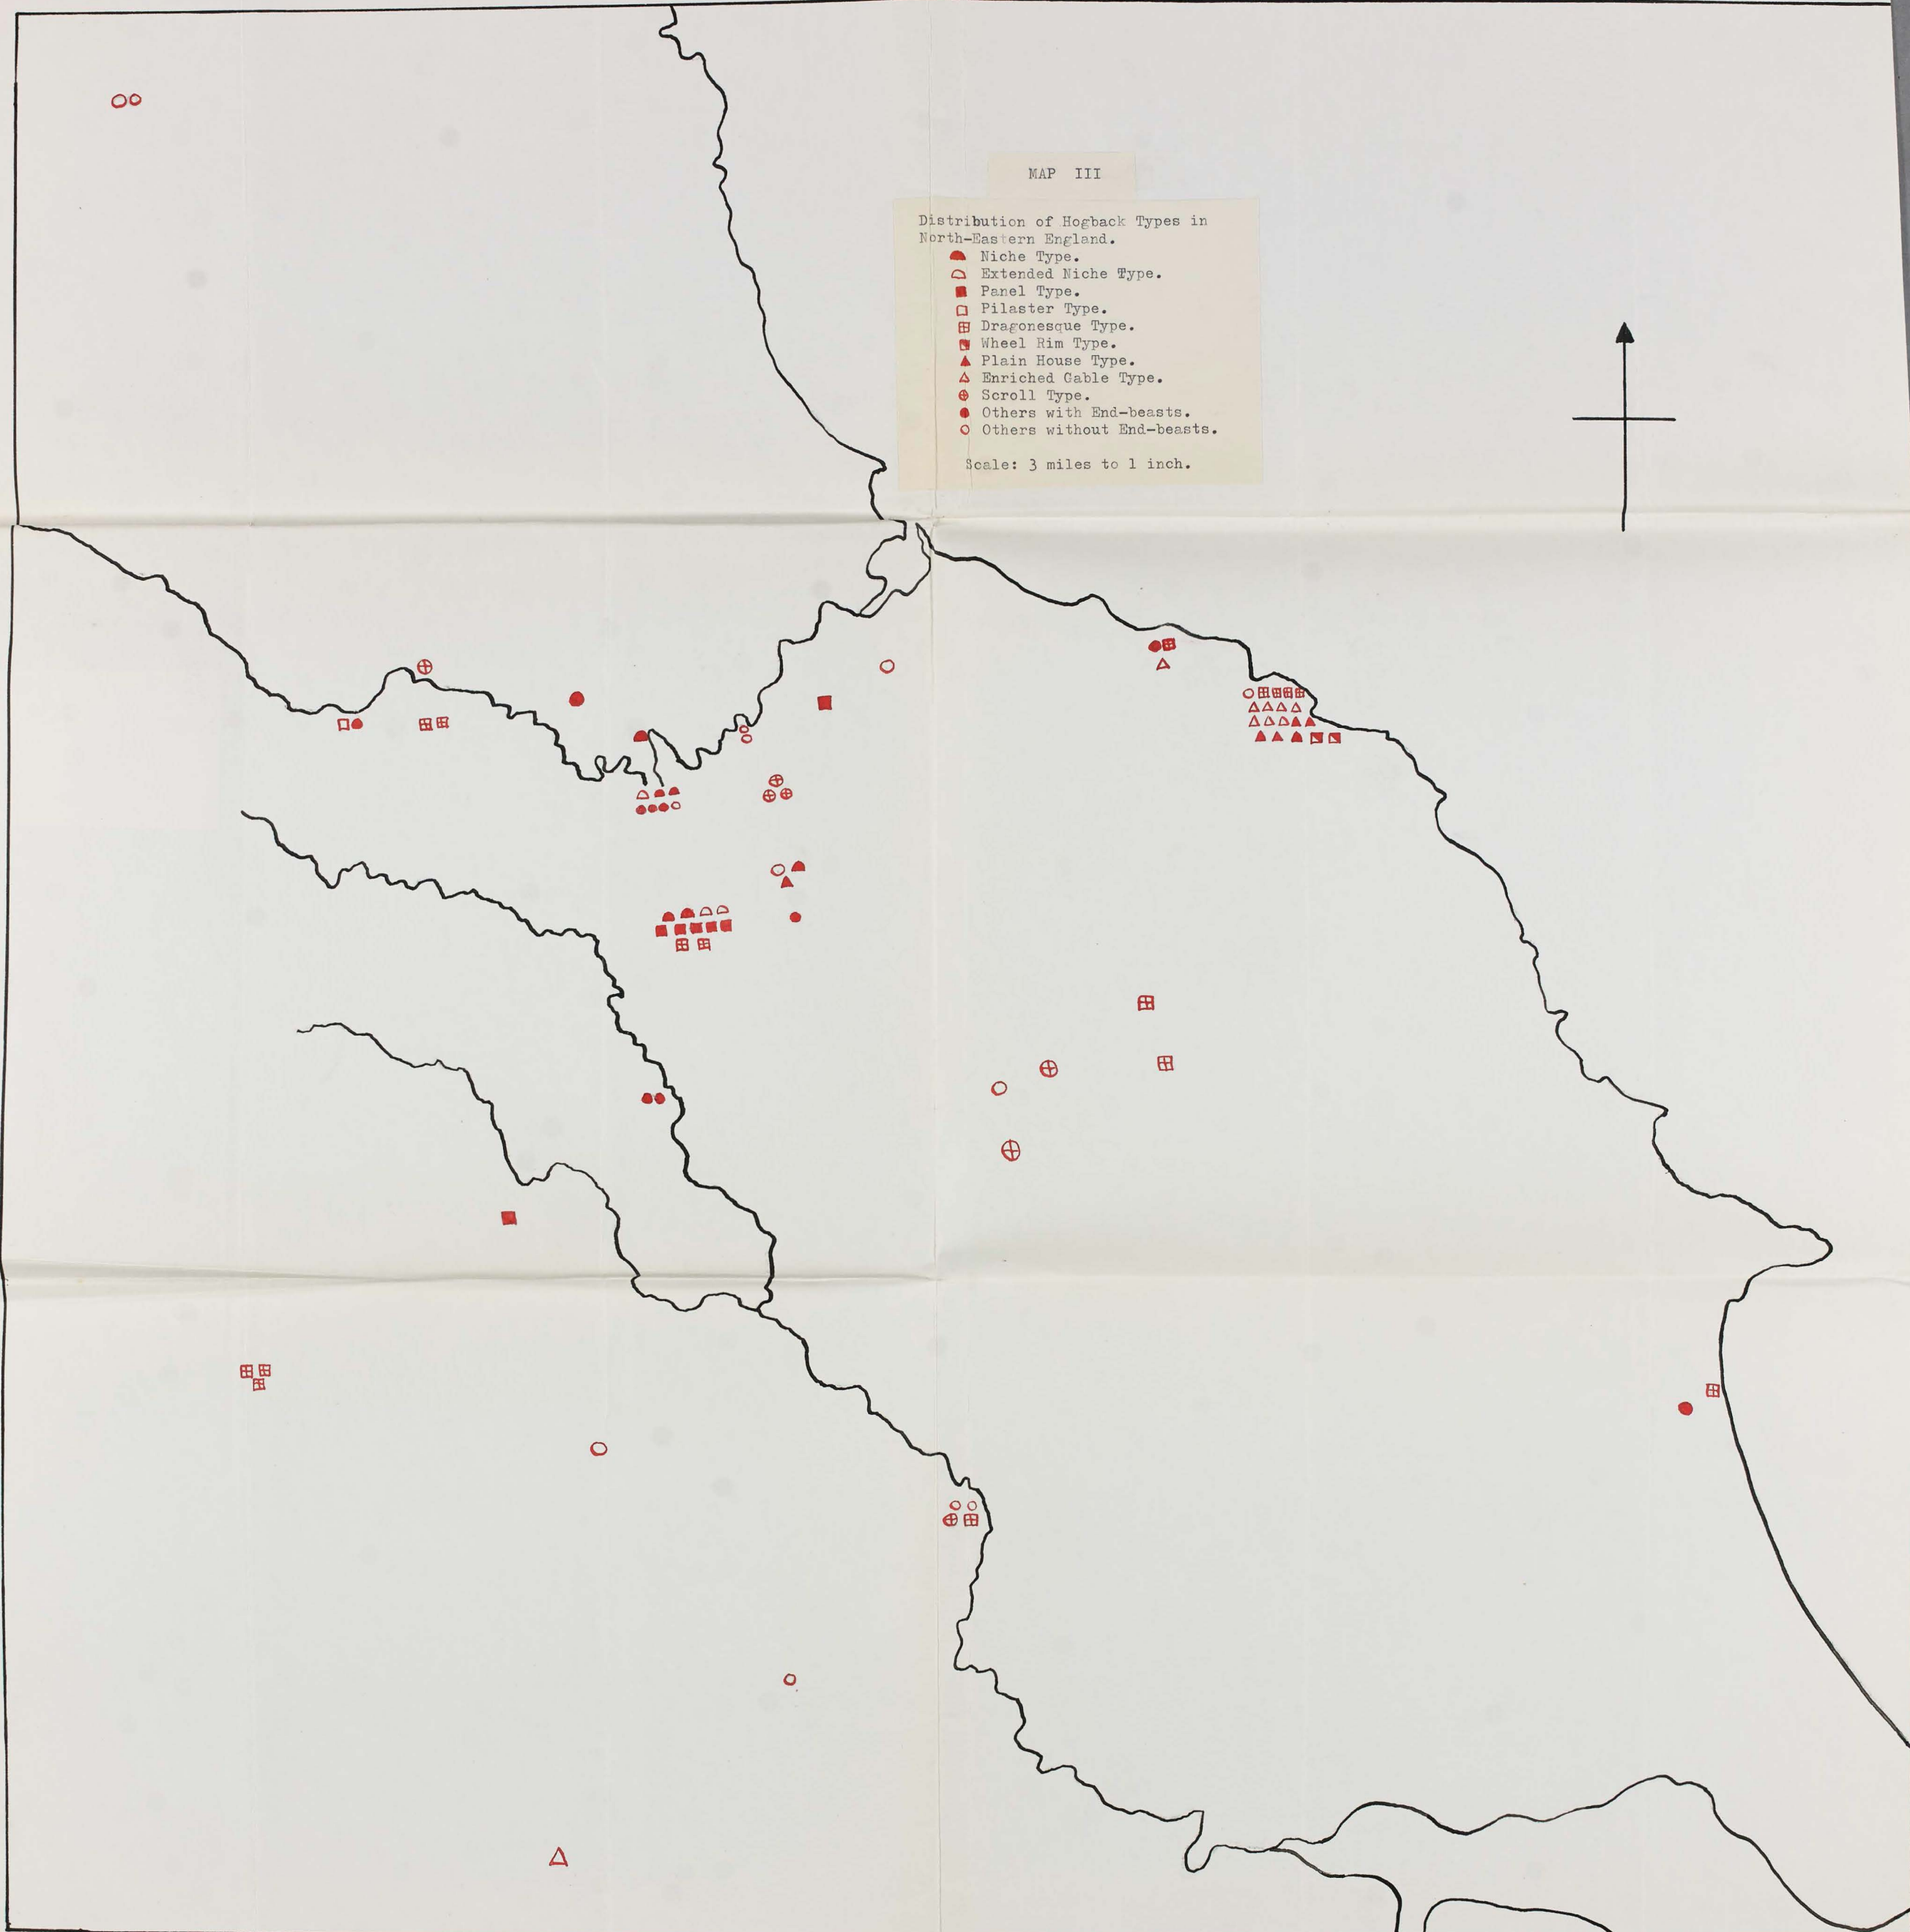 MAP III
Distribution of Hogback Types in
North-Eastern England.
Niche Type.
Extended Niche Type.
Panel Type.
Pilaster Type.
Dragonesque Type.
Wheel Rim Type.
Plain House Type.
Enriched Gable Type.
Scroll Type.
Others with End-beasts.
Others without End-beasts.
Scale: 3 miles to 1 inch.